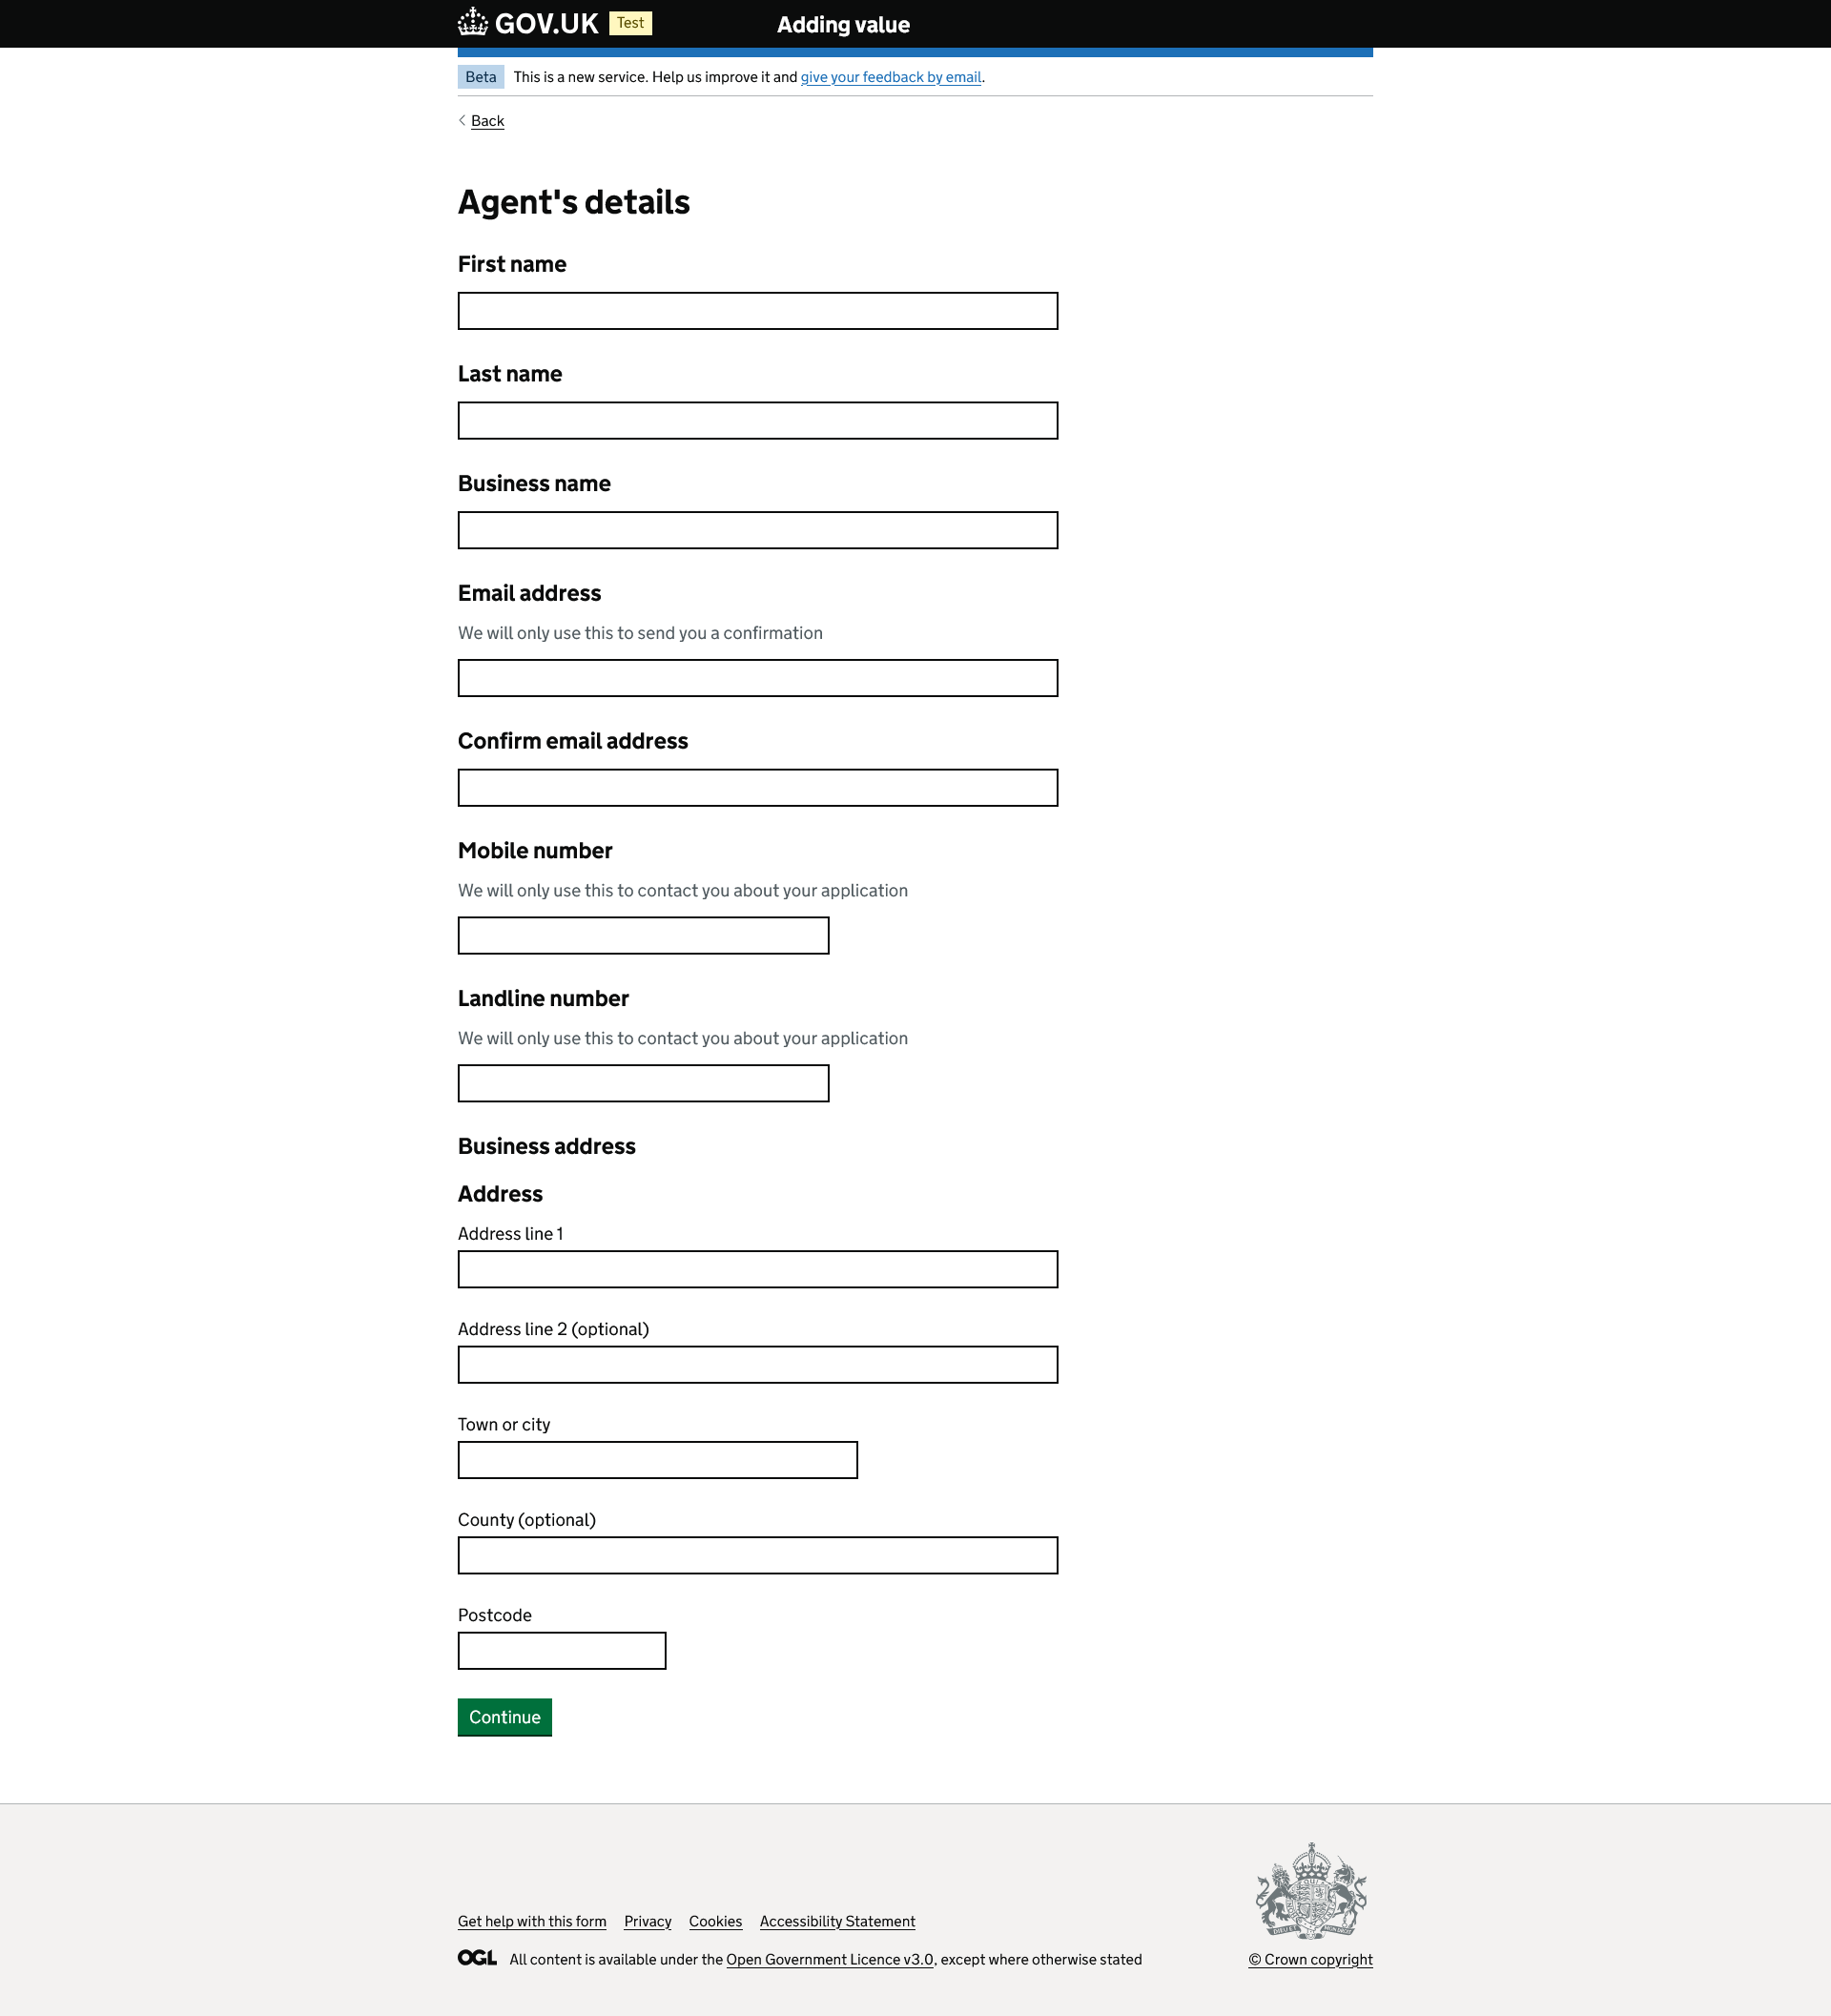 GOV.UK Test Adding value
Beta This is a new service. Help us improve it and give your feedback by email.
Back
Agent's details
First name
Last name
Business name
Email address
We will only use this to send you a confirmation
Confirm email address
Mobile number
We will only use this to contact you about your application
Landline number
We will only use this to contact you about your application
Business address
Address
Address line 1
Address line 2 (optional)
Town or city
County (optional)
Postcode
Continue
Get help with this form Privacy Cookies Accessibility Statement
OGL All content is available under the Open Government Licence v3.0, except where otherwise stated
© Crown copyright